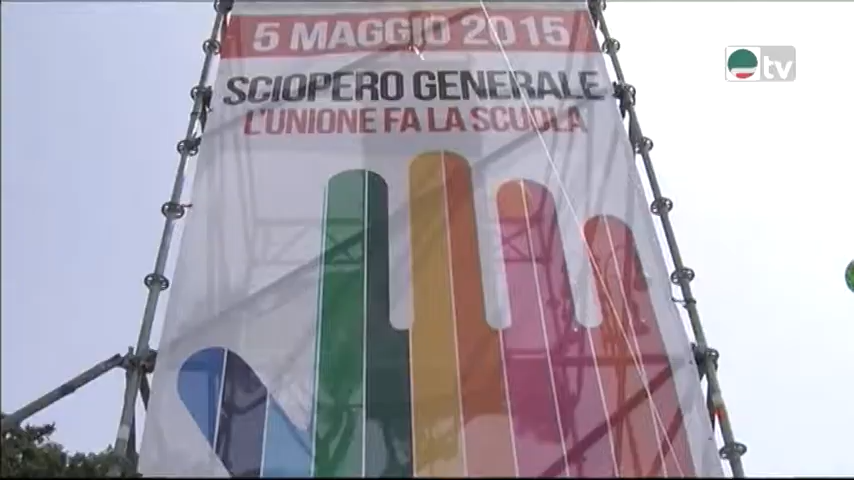 5 MAGGIO 2015
SCIOPERO GENERALE
L'UNIONE FA LA SCUOLA
tv